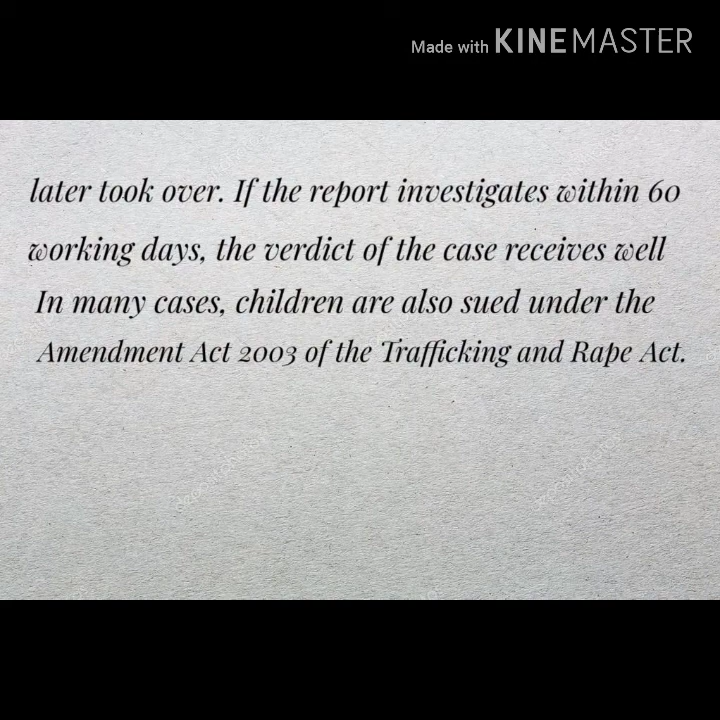 Made with KINEMASTER
later took over. If the report investigates within 60
working days, the verdict of the case receives well
In many cases, children are also sued under the
Amendment Act 2003 of the Trafficking and Rape Act.
depositphotos
depositphotos